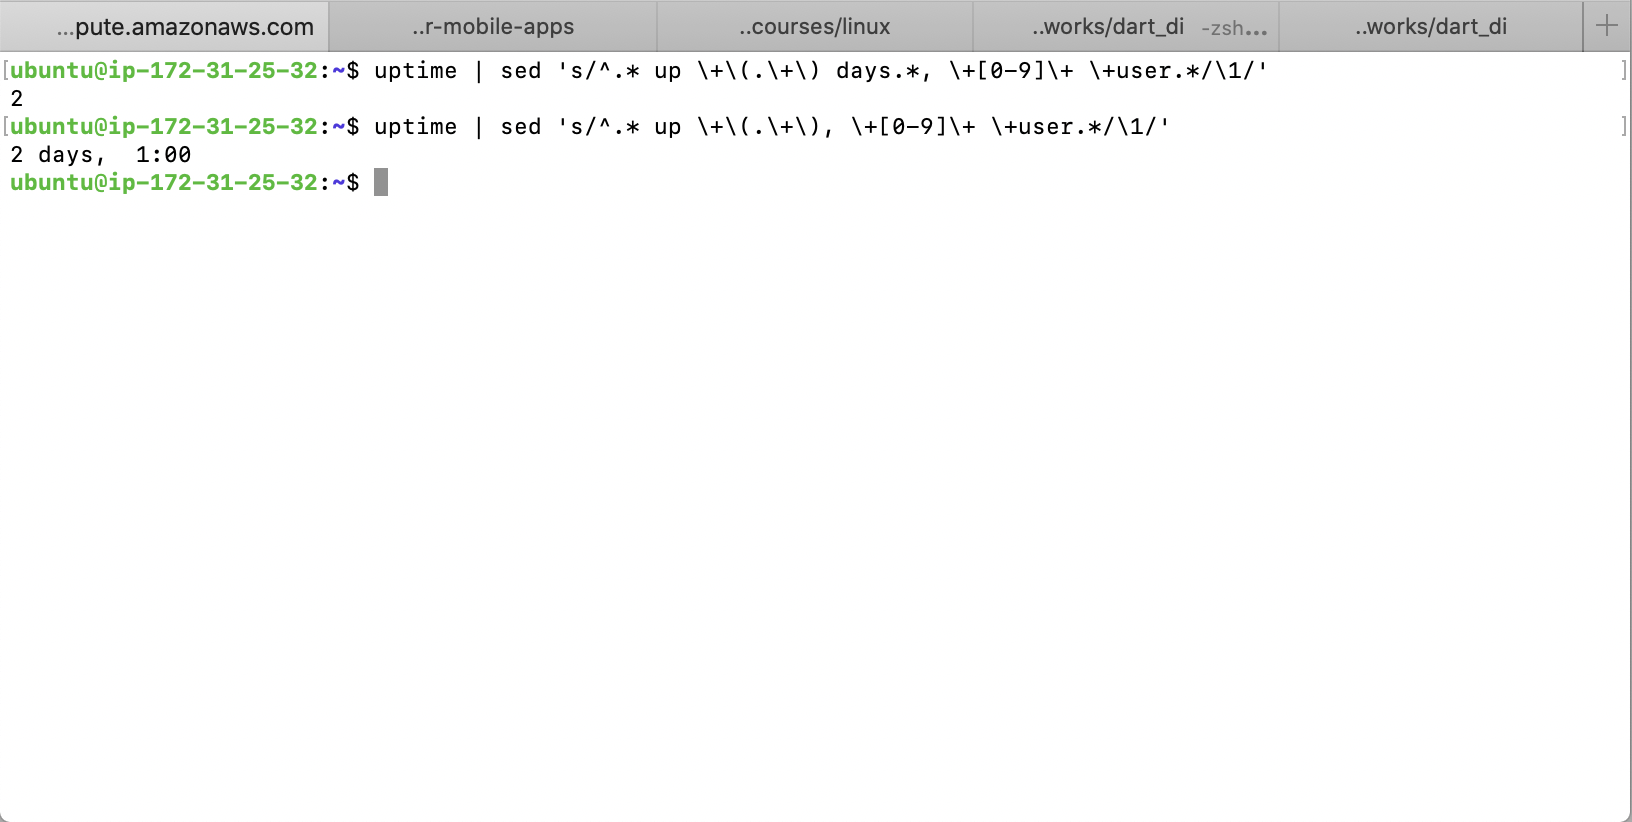 ...pute.amazonaws.com ..r-mobile-apps ..courses/linux ..works/dart_di -zsh... ..works/dart_di +
[ubuntu@ip-172-31-25-32:~$ uptime | sed 's/^.* up \+\(.\+\) days.*, \+[0-9]\+ \+user.*/\1/' ]
2
[ubuntu@ip-172-31-25-32:~$ uptime | sed 's/^.* up \+\(.\+\), \+[0-9]\+ \+user.*/\1/' ]
2 days,  1:00
ubuntu@ip-172-31-25-32:~$